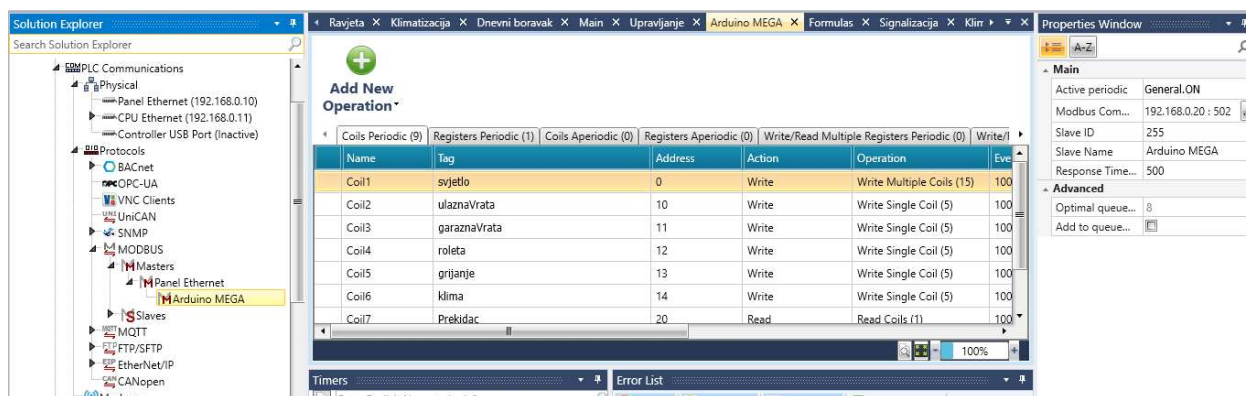 Solution Explorer
Search Solution Explorer
PLC Communications
Physical
Panel Ethernet (192.168.0.10)
CPU Ethernet (192.168.0.11)
Controller USB Port (Inactive)
Protocols
BACnet
OPC-UA
VNC Clients
UniCAN
SNMP
MODBUS
Masters
Panel Ethernet
Arduino MEGA
Slaves
MQTT
FTP/SFTP
EtherNet/IP
CANopen
Ravjeta Klimatizacija Dnevni boravak Main Upravljanje Arduino MEGA Formulas Signalizacija Klim
Add New
Operation
Coils Periodic (9) Registers Periodic (1) Coils Aperiodic (0) Registers Aperiodic (0) Write/Read Multiple Registers Periodic (0) Write/
Name Tag Address Action Operation Eve
Coil1 svjetlo 0 Write Write Multiple Coils (15) 100
Coil2 ulaznaVrata 10 Write Write Single Coil (5) 100
Coil3 garaznaVrata 11 Write Write Single Coil (5) 100
Coil4 roleta 12 Write Write Single Coil (5) 100
Coil5 grijanje 13 Write Write Single Coil (5) 100
Coil6 klima 14 Write Write Single Coil (5) 100
Coil7 Prekidac 20 Read Read Coils (1) 100
100%
Timers
Error List
Properties Window
A-Z
Main
Active periodic General.ON
Modbus Com... 192.168.0.20 : 502
Slave ID 255
Slave Name Arduino MEGA
Response Time... 500
Advanced
Optimal queue... 8
Add to queue...